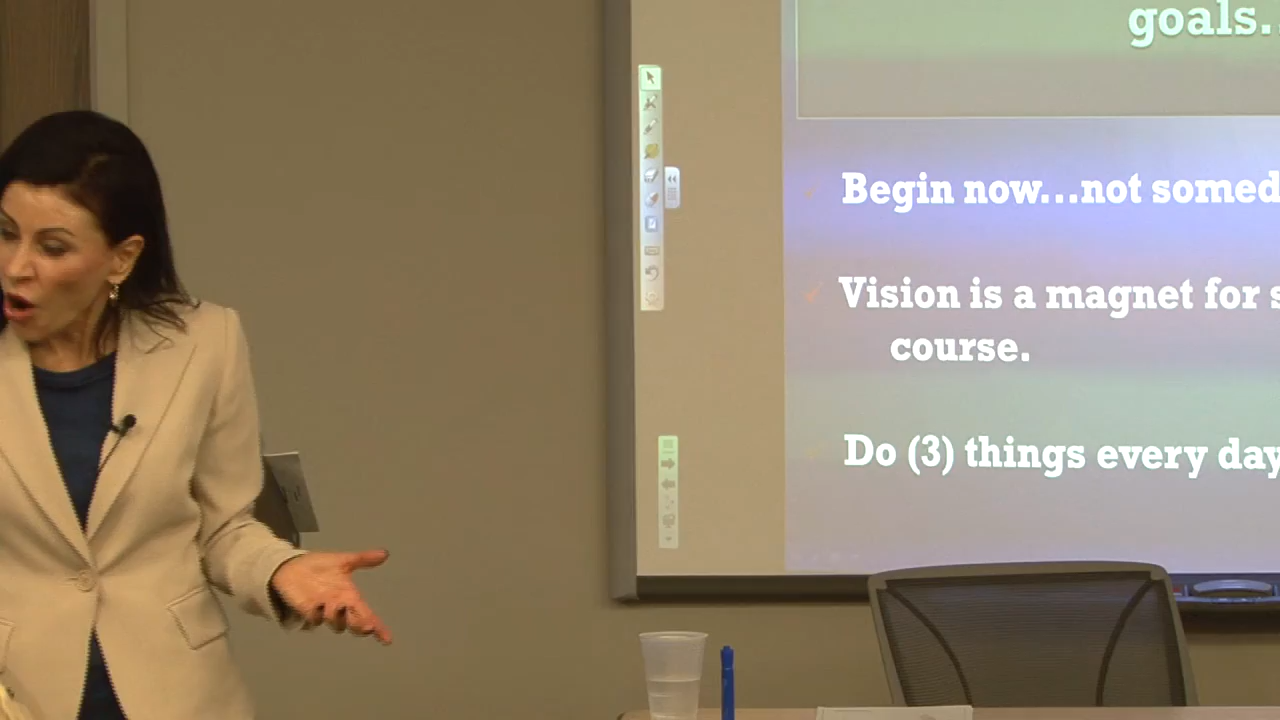 goals..
Begin now...not somed
Vision is a magnet for s
course.
Do (3) things every day